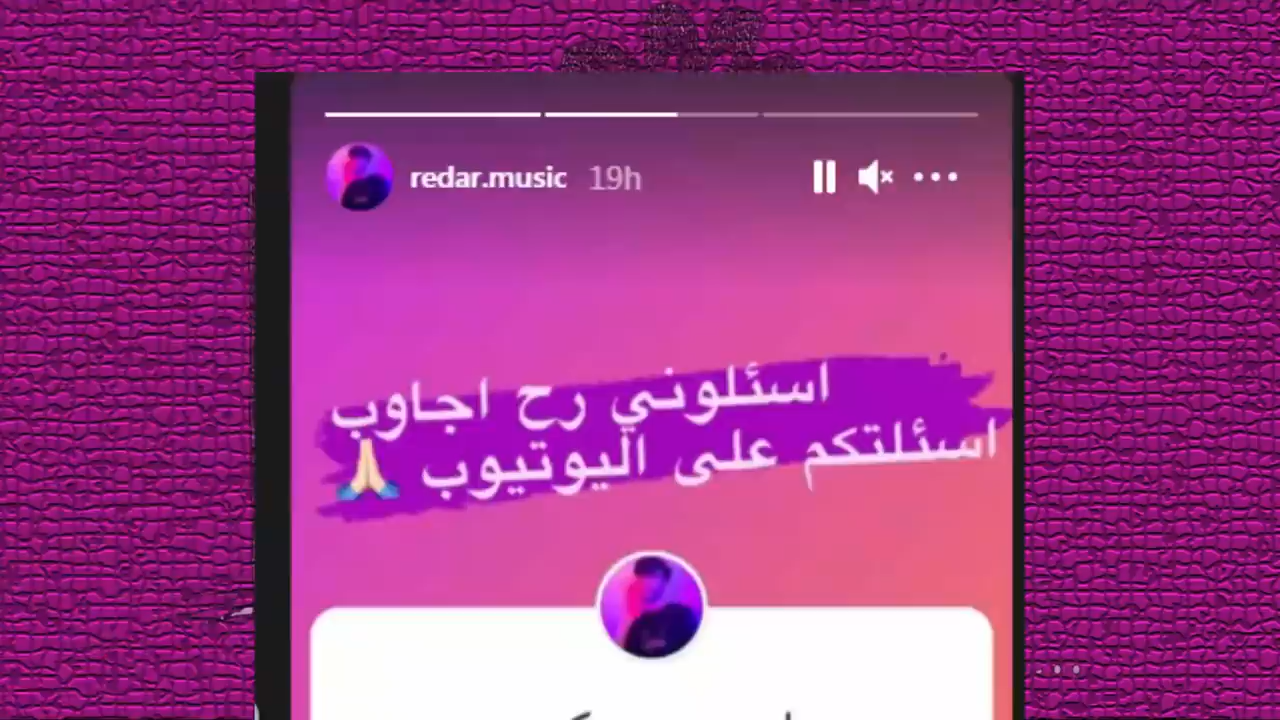 redar.music 19h
اسئلوني رح اجاوب
اسئلتكم على اليوتيوب 🙏🏻